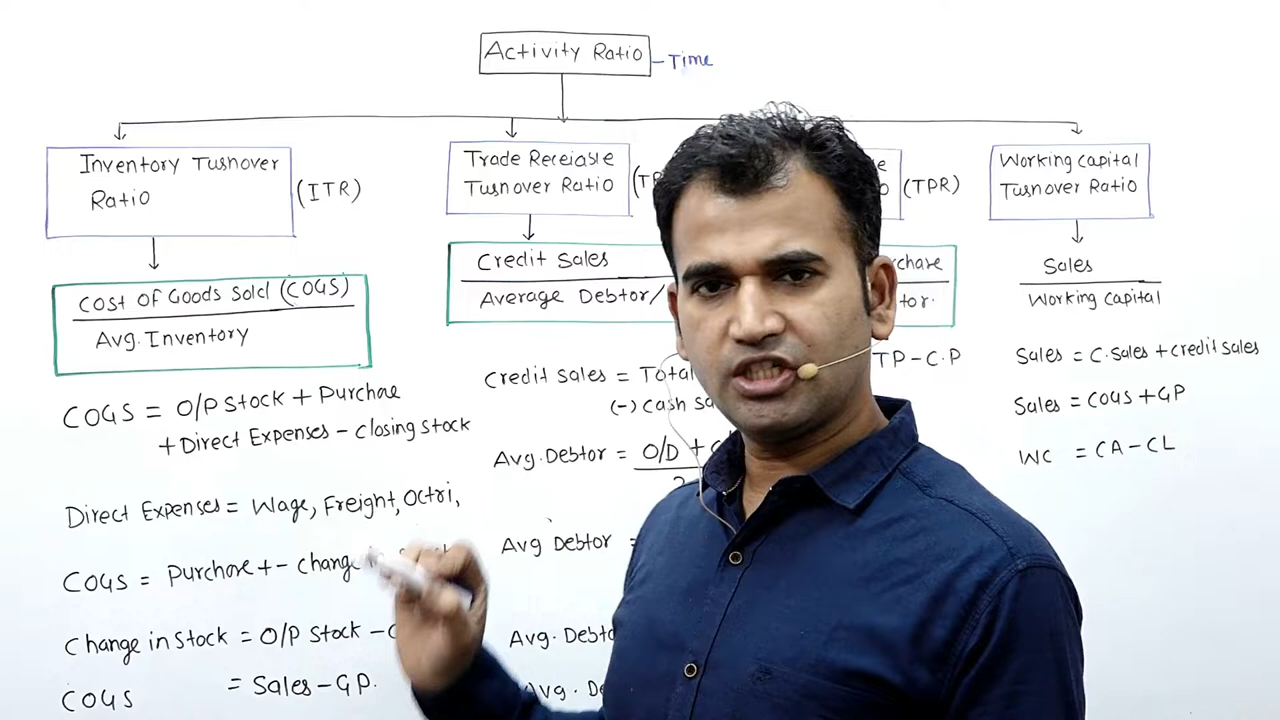 Activity Ratio
- Time
Inventory Tusnover
Ratio
(ITR)
Trade Receiable
Tusnover Ratio
(TPR)
Working capital
Tusnover Ratio
Cost Of Goods Sold (COGS)
Avg. Inventory
Credit Sales
Average Debtor/
Sales
Working Capital
COGS = O/P Stock + Purchase
+ Direct Expenses - closing stock
Direct Expenses = Wage, Freight, Octri,
COGS = Purchase + - change
Change in Stock = O/P Stock -
COGS = Sales - GP.
Credit Sales = Total
(-) Cash
Avg. Debtor = O/D +
Avg Debtor =
Avg.
Avg.
TP - C.P
Sales = C.Sales + credit Sales
Sales = COGS + GP
WC = CA - CL